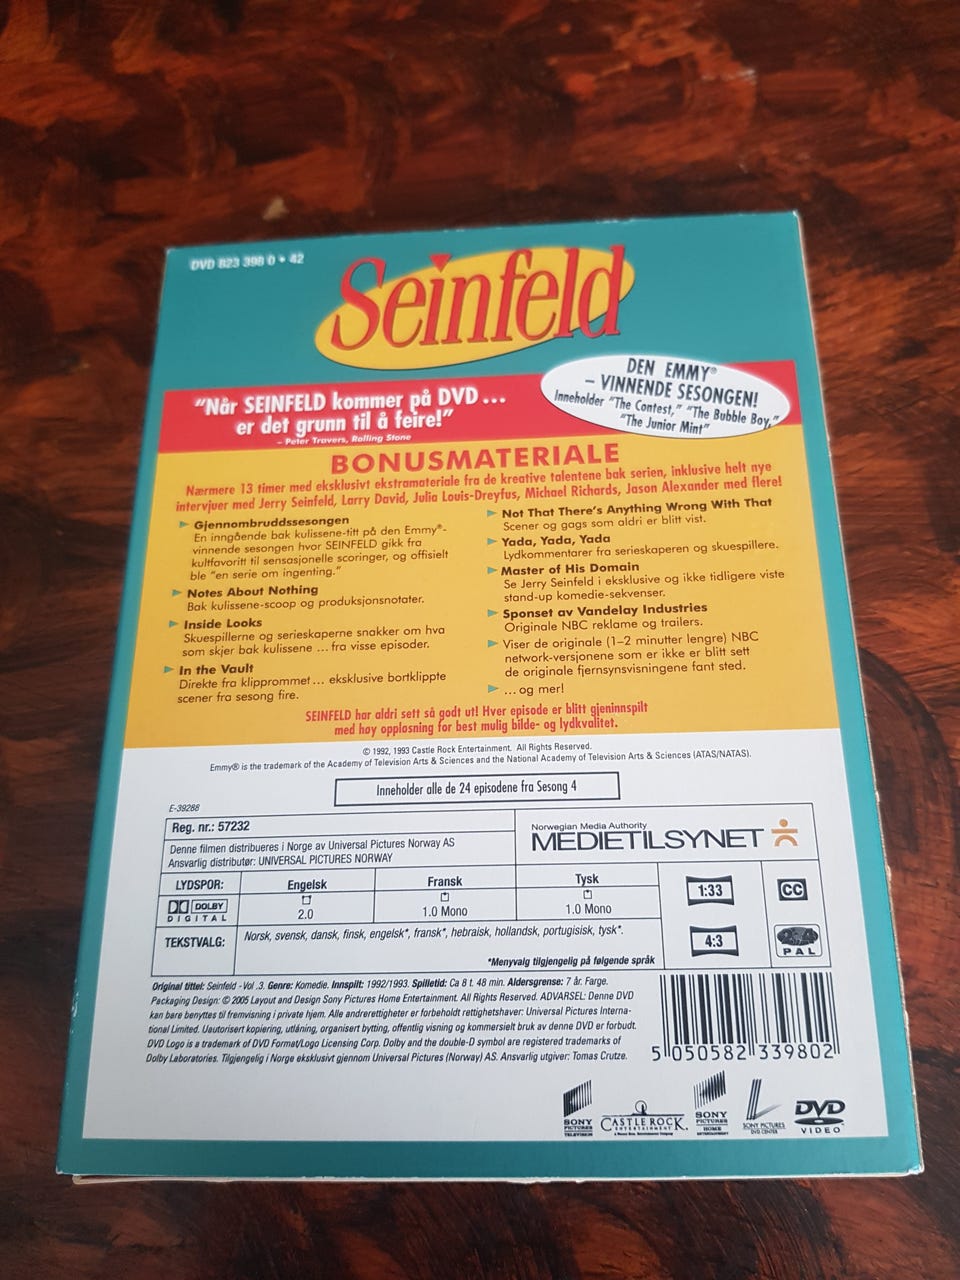 DVD 823 398 0 • 42
Seinfeld
"Når SEINFELD kommer på DVD ...
er det grunn til å feire!"
– Peter Travers, Rolling Stone
DEN EMMY®
– VINNENDE SESONGEN!
Inneholder "The Contest," "The Bubble Boy,"
"The Junior Mint"
BONUSMATERIALE
Nærmere 13 timer med eksklusivt ekstramateriale fra de kreative talentene bak serien, inklusive helt nye
intervjuer med Jerry Seinfeld, Larry David, Julia Louis-Dreyfus, Michael Richards, Jason Alexander med flere!
Gjennombruddssesongen
En inngående bak kulissene-titt på den Emmy®-
vinnende sesongen hvor SEINFELD gikk fra
kultfavoritt til sensasjonelle scoringer, og offisielt
ble "en serie om ingenting."
Notes About Nothing
Bak kulissene-scoop og produksjonsnotater.
Inside Looks
Skuespillerne og serieskaperne snakker om hva
som skjer bak kulissene ... fra visse episoder.
In the Vault
Direkte fra klipprommet ... eksklusive bortklippte
scener fra sesong fire.
Not That There's Anything Wrong With That
Scener og gags som aldri er blitt vist.
Yada, Yada, Yada
Lydkommentarer fra serieskaperen og skuespillere.
Master of His Domain
Se Jerry Seinfeld i eksklusive og ikke tidligere viste
stand-up komedie-sekvenser.
Sponset av Vandelay Industries
Originale NBC reklame og trailers.
Viser de originale (1–2 minutter lengre) NBC
network-versjonene som er ikke er blitt sett
de originale fjernsynsvisningene fant sted.
... og mer!
SEINFELD har aldri sett så godt ut! Hver episode er blitt gjeninnspilt
med høy oppløsning for best mulig bilde- og lydkvalitet.
© 1992, 1993 Castle Rock Entertainment. All Rights Reserved.
Emmy® is the trademark of the Academy of Television Arts & Sciences and the National Academy of Television Arts & Sciences (ATAS/NATAS).
Inneholder alle de 24 episodene fra Sesong 4
E-39288
Reg. nr.: 57232
Denne filmen distribueres i Norge av Universal Pictures Norway AS
Ansvarlig distributør: UNIVERSAL PICTURES NORWAY
Norwegian Media Authority
MEDIETILSYNET
LYDSPOR: Engelsk Fransk Tysk
DOLBY
DIGITAL
2.0 1.0 Mono 1.0 Mono
TEKSTVALG: Norsk, svensk, dansk, finsk, engelsk*, fransk*, hebraisk, hollandsk, portugisisk, tysk*.
*Menyvalg tilgjengelig på følgende språk
1:33
CC
4:3
PAL
Original tittel: Seinfeld - Vol .3. Genre: Komedie. Innspilt: 1992/1993. Spilletid: Ca 8 t. 48 min. Aldersgrense: 7 år. Farge.
Packaging Design: © 2005 Layout and Design Sony Pictures Home Entertainment. All Rights Reserved. ADVARSEL: Denne DVD
kan bare benyttes til fremvisning i private hjem. Alle andrerettigheter er forbeholdt rettighetshaver: Universal Pictures Interna-
tional Limited. Uautorisert kopiering, utlåning, organisert bytting, offentlig visning og kommersielt bruk av denne DVD er forbudt.
DVD Logo is a trademark of DVD Format/Logo Licensing Corp. Dolby and the double-D symbol are registered trademarks of
Dolby Laboratories. Tilgjengelig i Norge eksklusivt gjennom Universal Pictures (Norway) AS. Ansvarlig utgiver: Tomas Crutze.
5 050582 339802
SONY
PICTURES
TELEVISION
CASTLE ROCK
ENTERTAINMENT
SONY
PICTURES
HOME
ENTERTAINMENT
SONY PICTURES
DVD CENTER
DVD
VIDEO